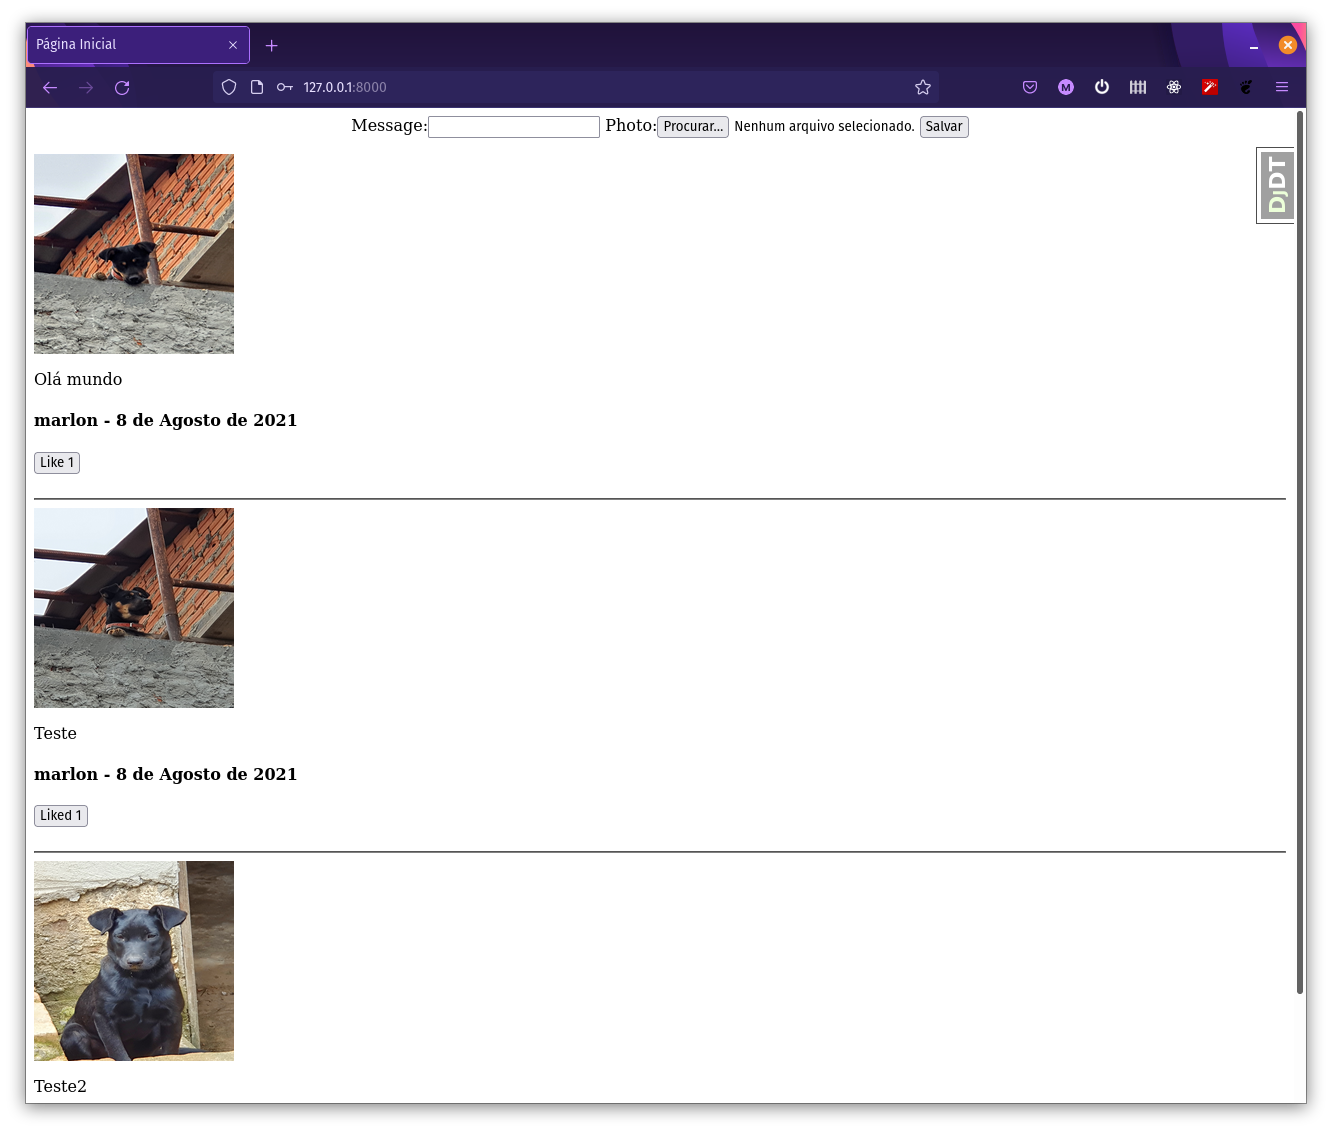 Página Inicial
127.0.0.1:8000
Message: Photo: Procurar... Nenhum arquivo selecionado. Salvar
DJDT
Olá mundo
marlon - 8 de Agosto de 2021
Like 1
Teste
marlon - 8 de Agosto de 2021
Liked 1
Teste2